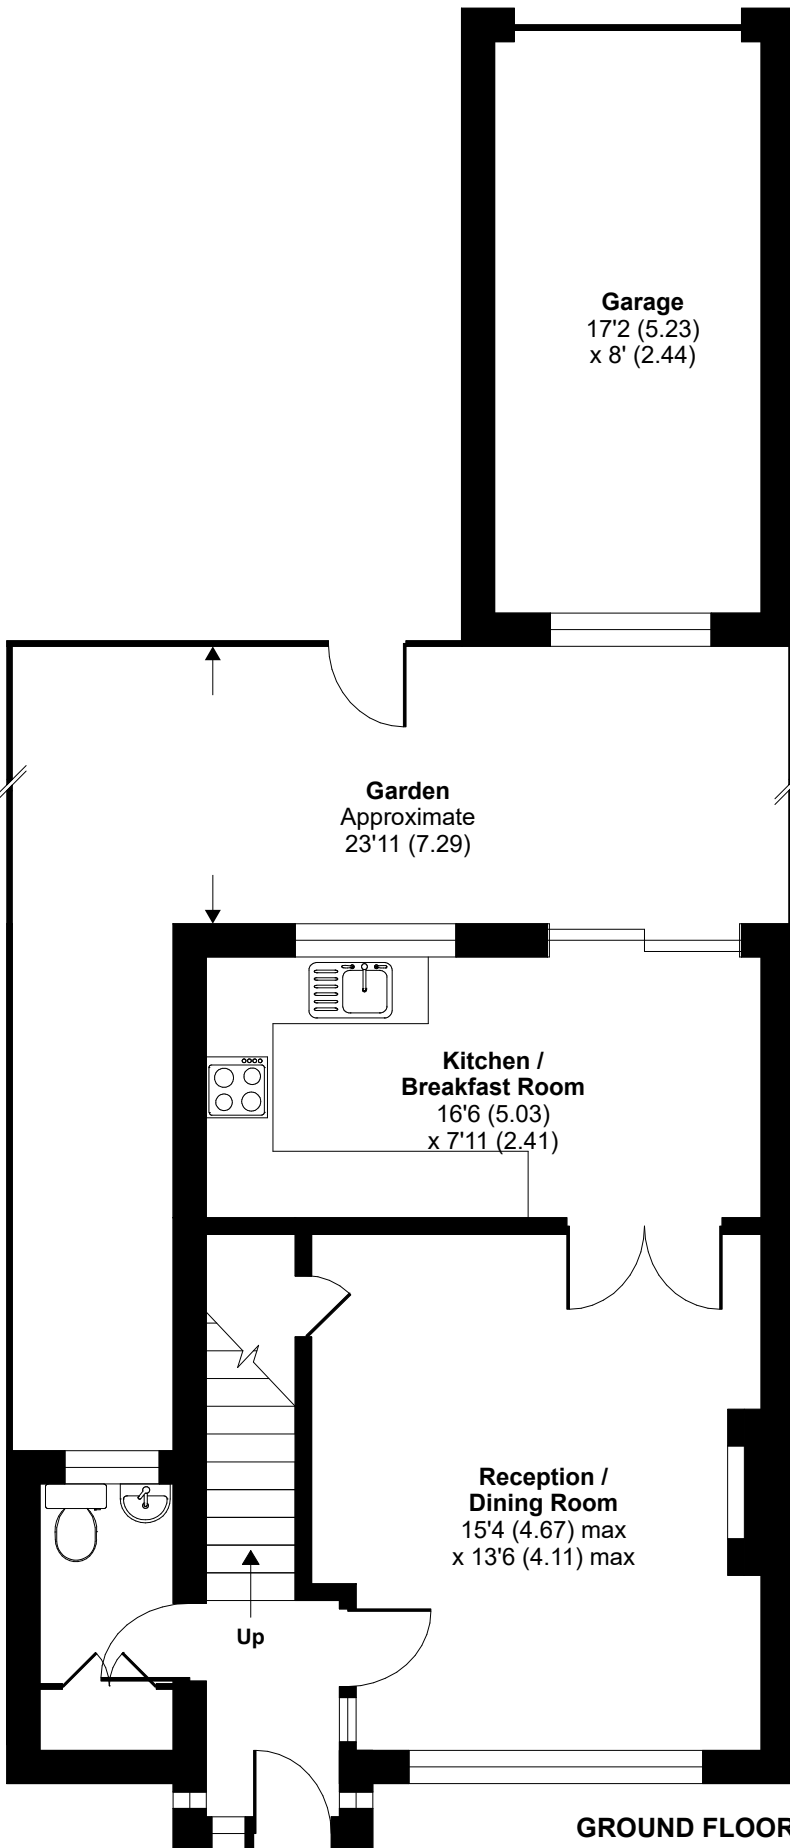 Garage
17'2 (5.23)
x 8' (2.44)
Garden
Approximate
23'11 (7.29)
Kitchen /
Breakfast Room
16'6 (5.03)
x 7'11 (2.41)
Reception /
Dining Room
15'4 (4.67) max
x 13'6 (4.11) max
Up
GROUND FLOOR